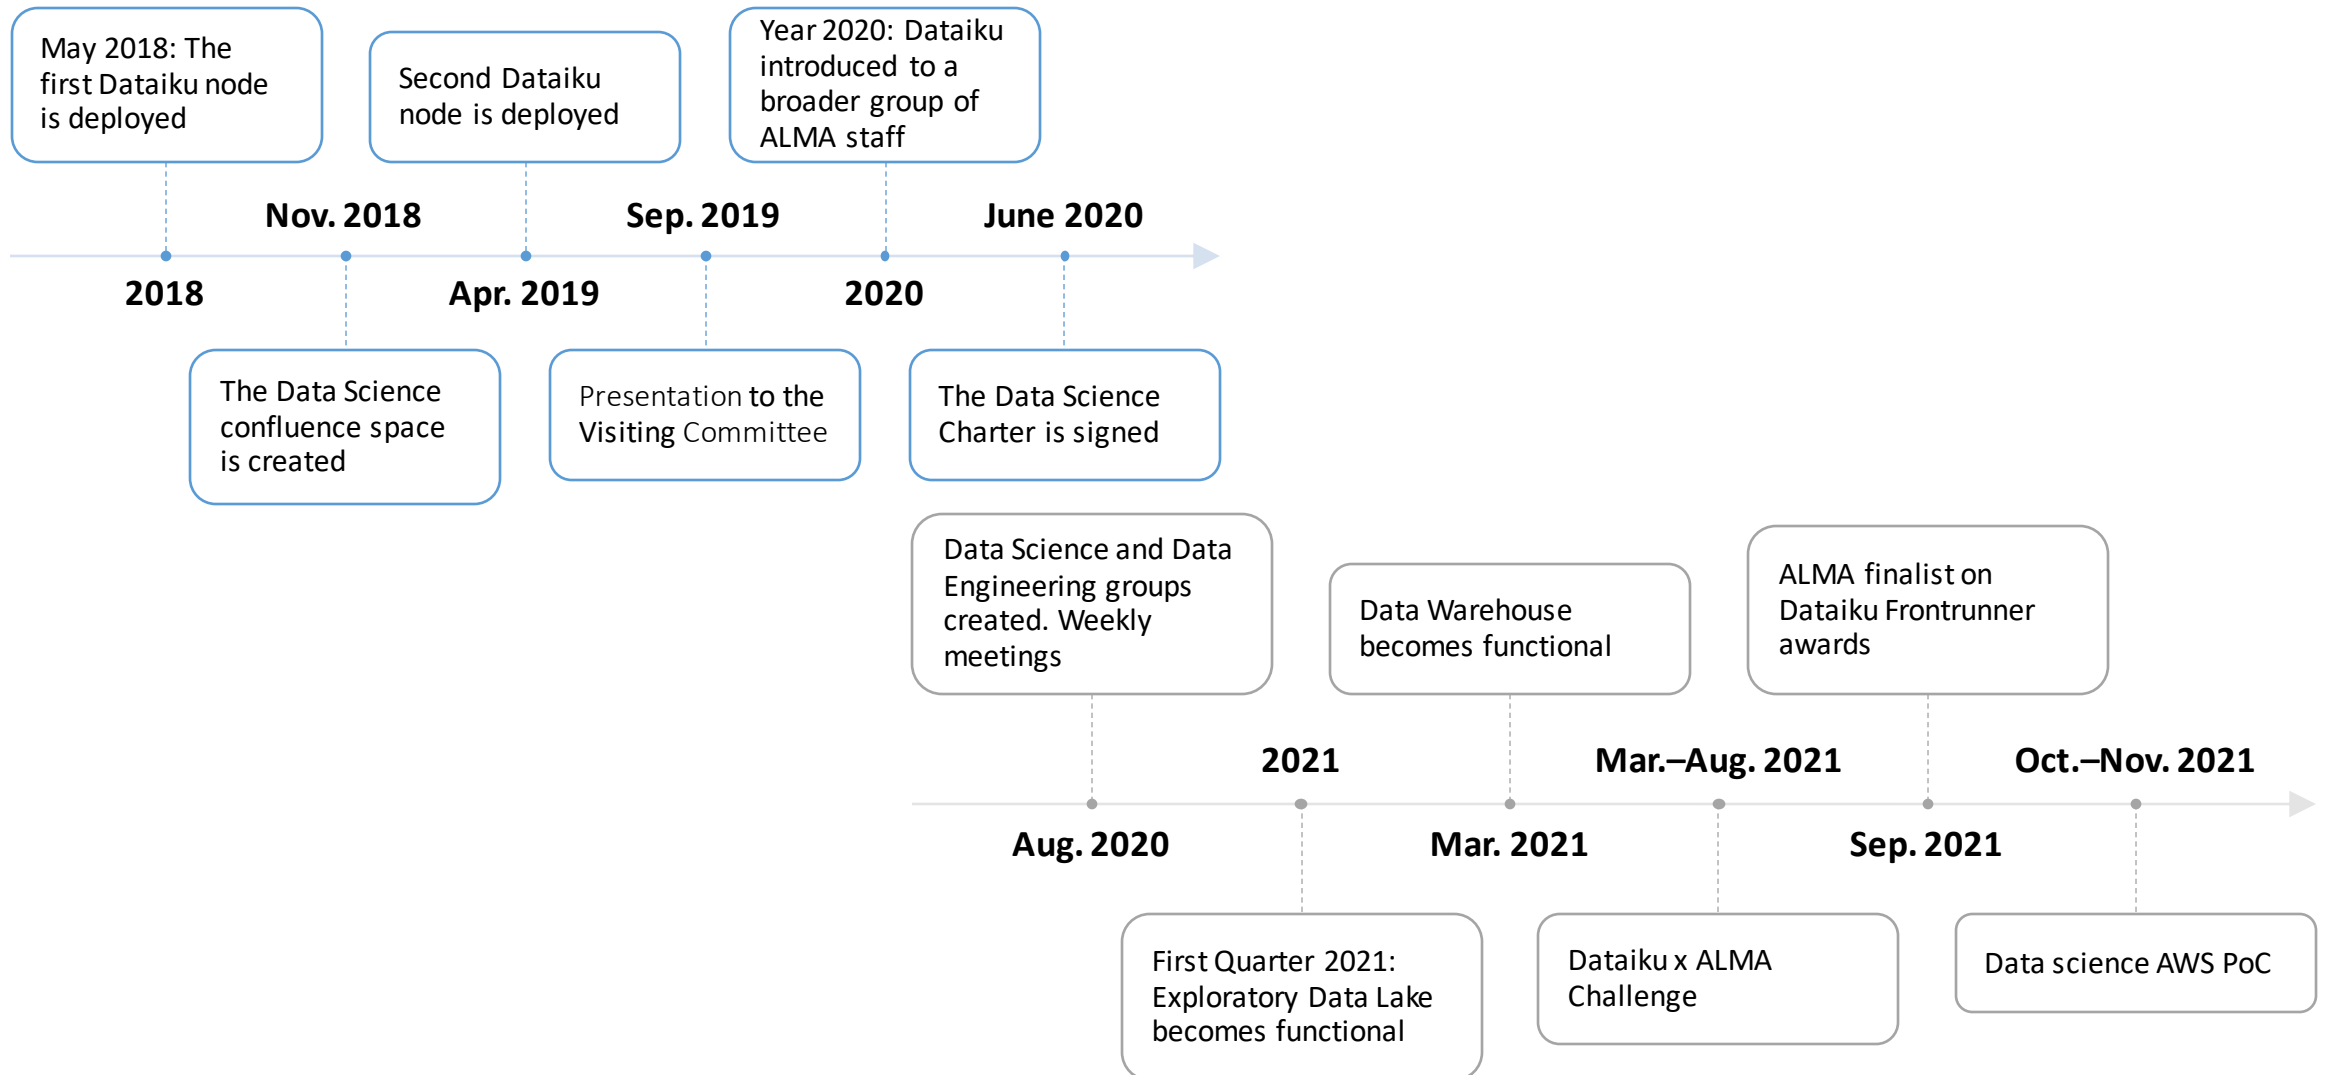 May 2018: The
first Dataiku node
is deployed
Second Dataiku
node is deployed
Year 2020: Dataiku
introduced to a
broader group of
ALMA staff
Nov. 2018
Sep. 2019
June 2020
2018
Apr. 2019
2020
The Data Science
confluence space
is created
Presentation to the
Visiting Committee
The Data Science
Charter is signed
Data Science and Data
Engineering groups
created. Weekly
meetings
Data Warehouse
becomes functional
ALMA finalist on
Dataiku Frontrunner
awards
2021
Mar.–Aug. 2021
Oct.–Nov. 2021
Aug. 2020
Mar. 2021
Sep. 2021
First Quarter 2021:
Exploratory Data Lake
becomes functional
Dataiku x ALMA
Challenge
Data science AWS PoC